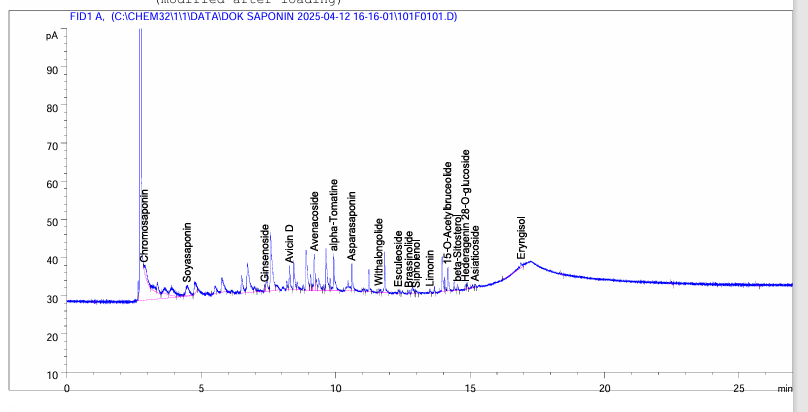 (modified after loading)
FID1 A, (C:\CHEM32\1\1\DATA\DOK SAPONIN 2025-04-12 16-16-01\101F0101.D)
pA
90
80
70
60
50
40
30
20
10
Chromosaponin
Soyasaponin
Ginsenoside
Avicin D
Avenacoside
alpha-Tomatine
Asparasaponin
Withalongolide
Esculeoside
Brassinolide
Siphonellinol
Limonin
15-O-Acetylbruceolide
beta-Sitosterol
Hederagenin 28-O-glucoside
Asiaticoside
Eryngisol
0
5
10
15
20
25
min